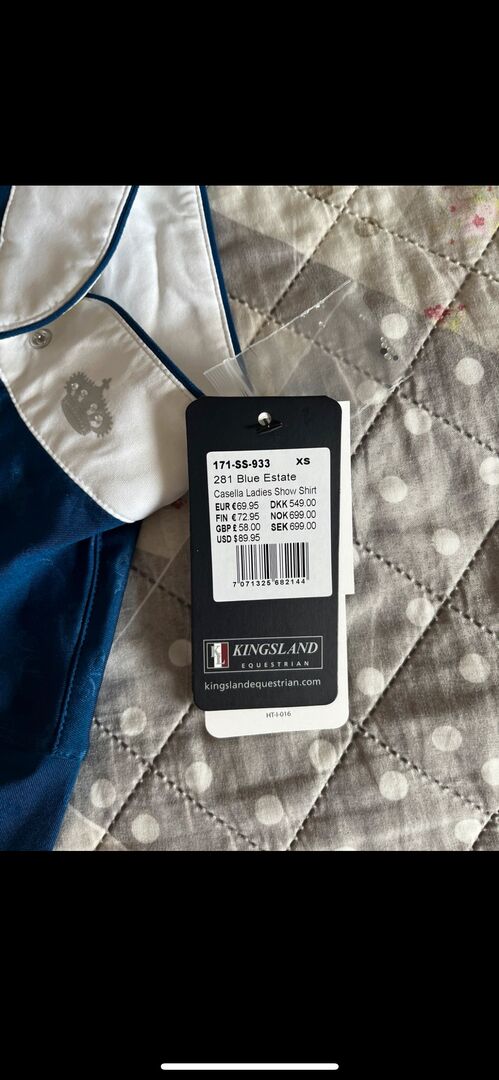 171-SS-933 XS
281 Blue Estate
Casella Ladies Show Shirt
EUR €69.95 DKK 549.00
FIN €72.95 NOK 699.00
GBP £58.00 SEK 699.00
USD $89.95
7 071325 682144
KL KINGSLAND
EQUESTRIAN
kingslandequestrian.com
HT-I-016